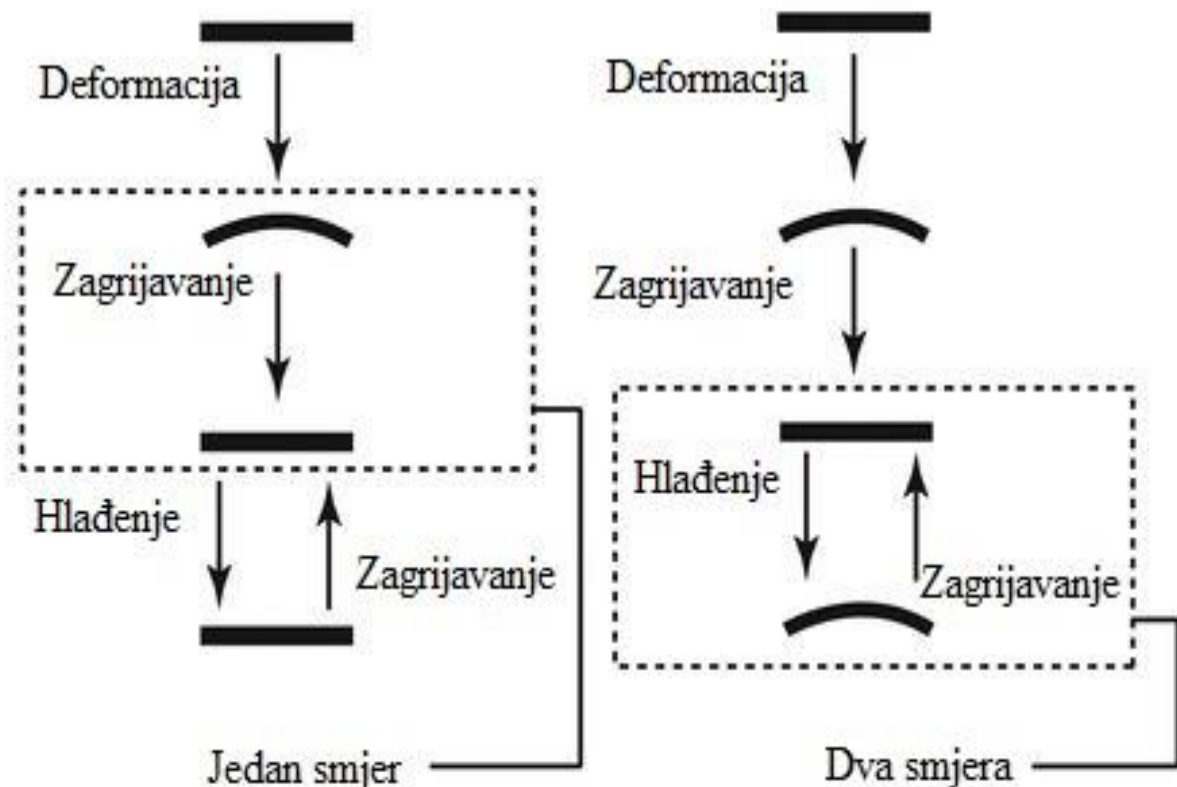 Deformacija
Zagrijavanje
Hlađenje
Zagrijavanje
Jedan smjer
Deformacija
Zagrijavanje
Hlađenje
Zagrijavanje
Dva smjera